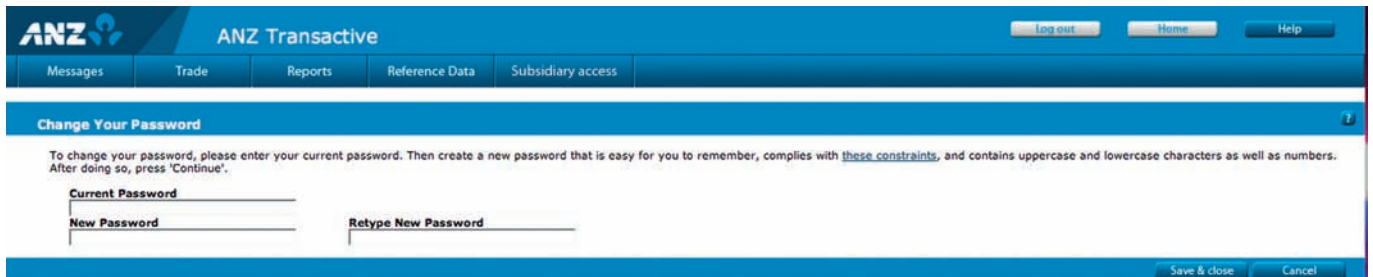 ANZ ANZ Transactive Log out Home Help
Messages Trade Reports Reference Data Subsidiary access
Change Your Password ?
To change your password, please enter your current password. Then create a new password that is easy for you to remember, complies with these constraints, and contains uppercase and lowercase characters as well as numbers.
After doing so, press 'Continue'.
Current Password
New Password Retype New Password
Save & close Cancel